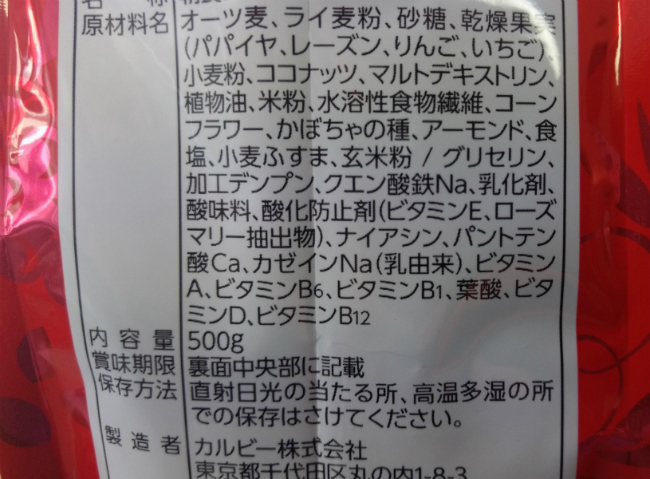 名 称
原材料名 オーツ麦、ライ麦粉、砂糖、乾燥果実
(パパイヤ、レーズン、りんご、いちご)、
小麦粉、ココナッツ、マルトデキストリン、
植物油、米粉、水溶性食物繊維、コーン
フラワー、かぼちゃの種、アーモンド、食
塩、小麦ふすま、玄米粉 / グリセリン、
加工デンプン、クエン酸鉄Na、乳化剤、
酸味料、酸化防止剤(ビタミンE、ローズ
マリー抽出物)、ナイアシン、パントテン
酸Ca、カゼインNa(乳由来)、ビタミン
A、ビタミンB6、ビタミンB1、葉酸、ビタ
ミンD、ビタミンB12
内 容 量 500g
賞味期限 裏面中央部に記載
保存方法 直射日光の当たる所、高温多湿の所
での保存はさけてください。
製 造 者 カルビー株式会社
東京都千代田区丸の内1-8-3